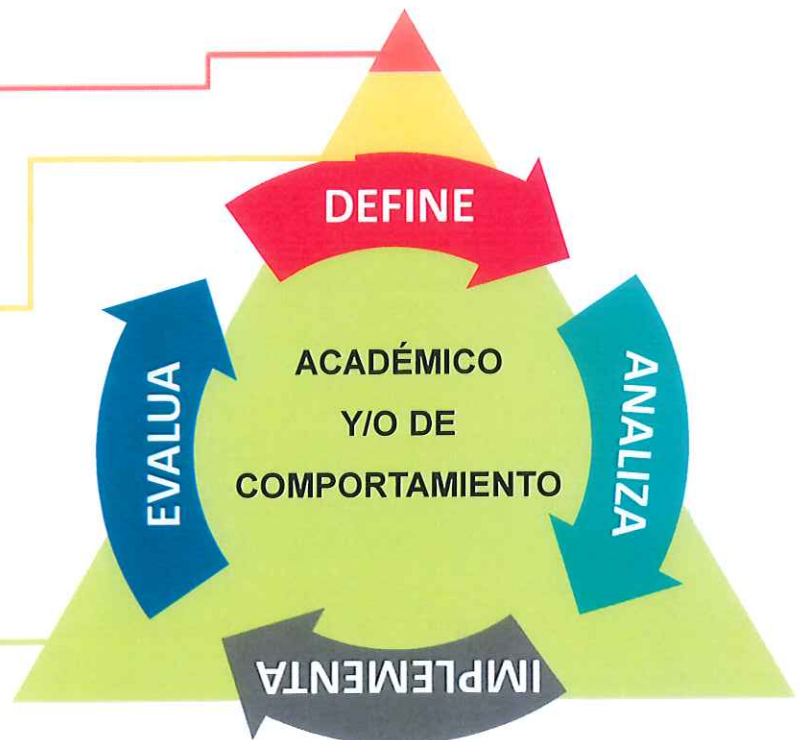 DEFINE
ANALIZA
IMPLEMENTA
EVALUA
ACADÉMICO
Y/O DE
COMPORTAMIENTO